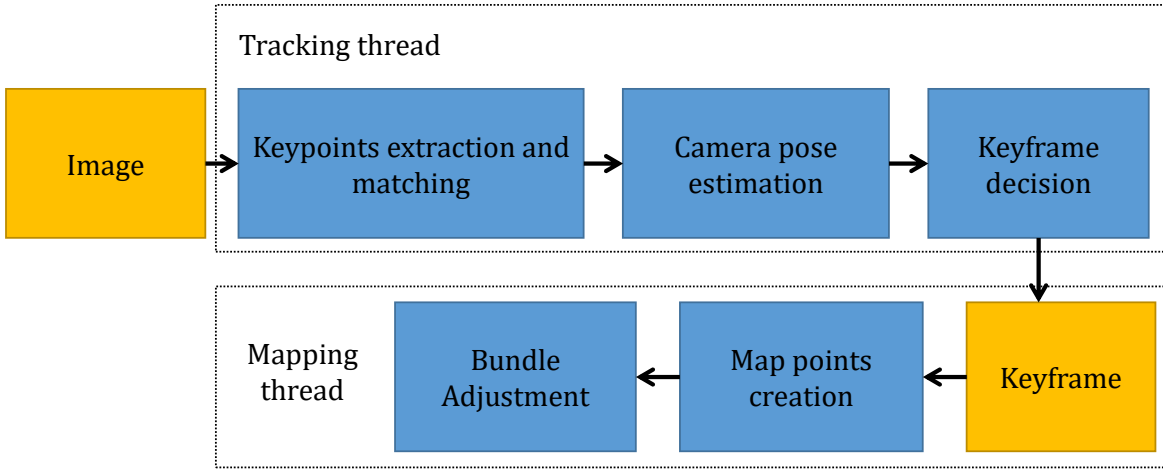 Tracking thread
Image
Keypoints extraction and
matching
Camera pose
estimation
Keyframe
decision
Mapping
thread
Bundle
Adjustment
Map points
creation
Keyframe